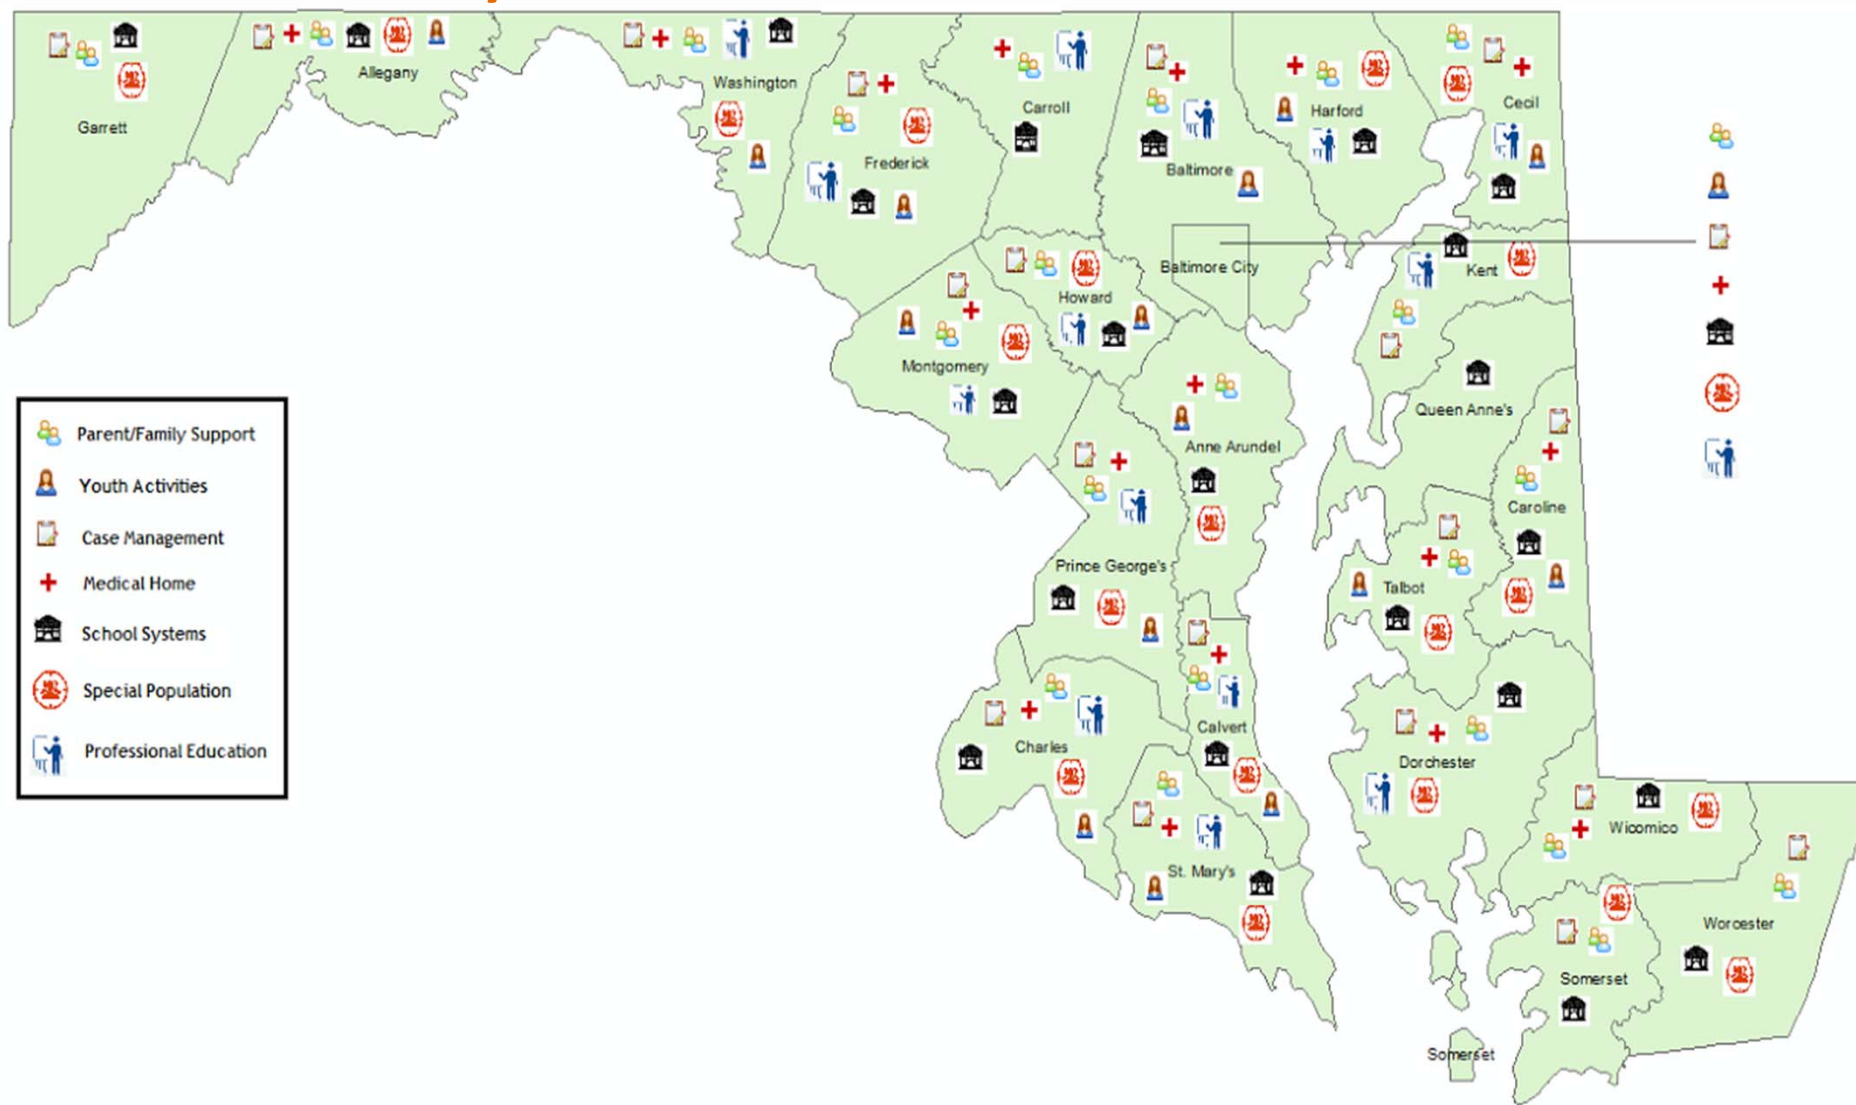 Garrett
Allegany
Washington
Frederick
Carroll
Baltimore
Harford
Cecil
Baltimore City
Kent
Howard
Montgomery
Queen Anne's
Anne Arundel
Caroline
Prince George's
Talbot
Calvert
Charles
Dorchester
St. Mary's
Wicomico
Worcester
Somerset
Somerset
Parent/Family Support
Youth Activities
Case Management
Medical Home
School Systems
Special Population
Professional Education